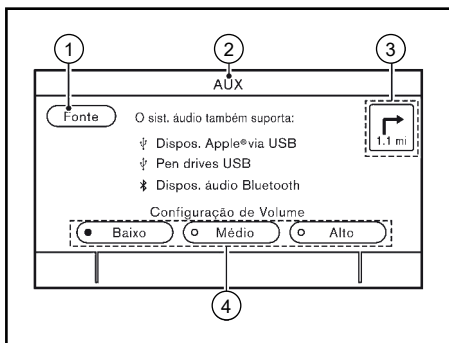 1 2 3
AUX
Fonte
O sist. áudio também suporta:
1.1 mi
Dispos. Apple® via USB
Pen drives USB
Dispos. áudio Bluetooth
Configuração de Volume
Baixo Médio Alto
4